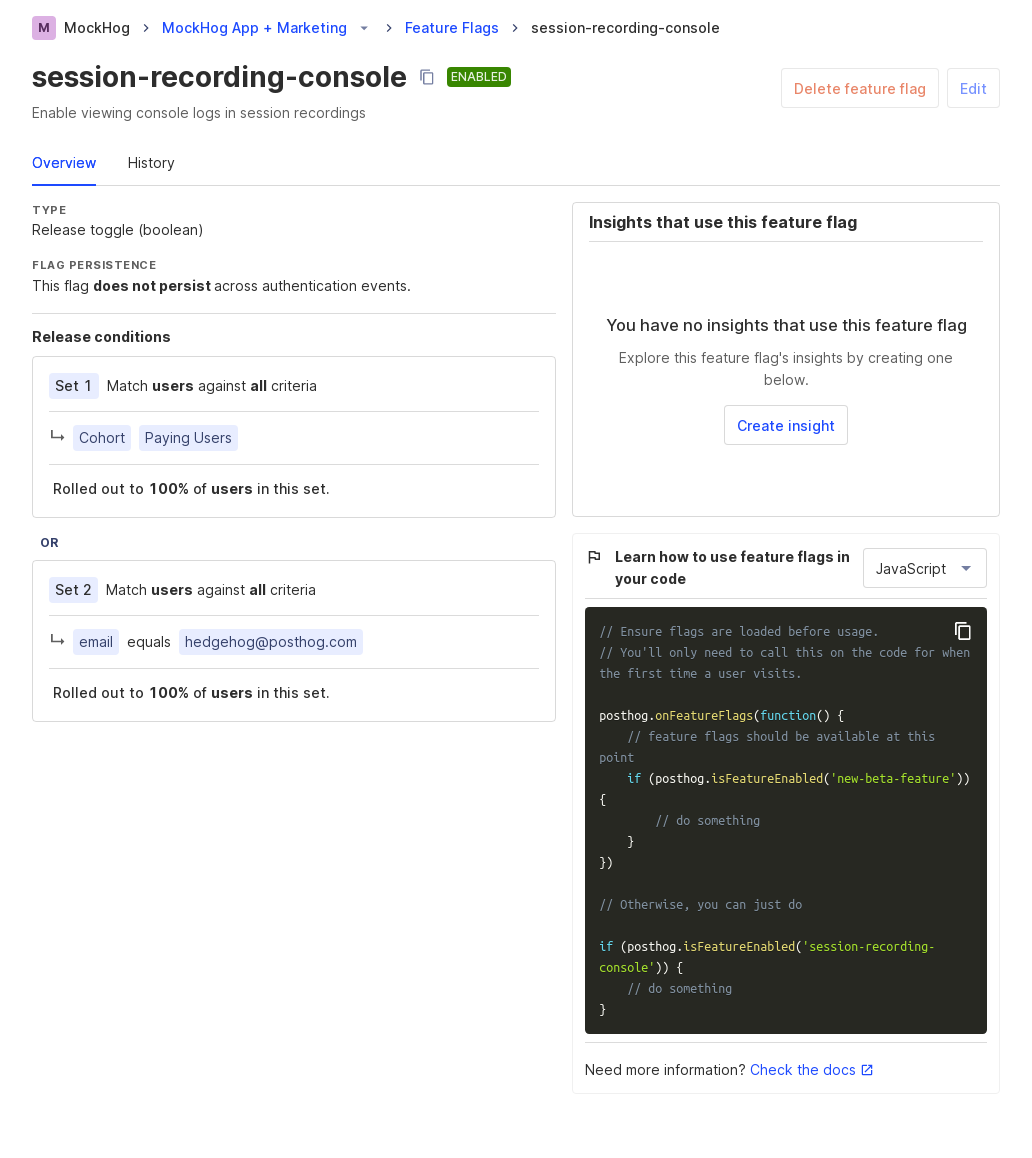 M MockHog MockHog App + Marketing Feature Flags session-recording-console
session-recording-console ENABLED
Delete feature flag Edit
Enable viewing console logs in session recordings
Overview History
TYPE
Release toggle (boolean)
FLAG PERSISTENCE
This flag does not persist across authentication events.
Release conditions
Set 1 Match users against all criteria
Cohort Paying Users
Rolled out to 100% of users in this set.
OR
Set 2 Match users against all criteria
email equals hedgehog@posthog.com
Rolled out to 100% of users in this set.
Insights that use this feature flag
You have no insights that use this feature flag
Explore this feature flag's insights by creating one
below.
Create insight
Learn how to use feature flags in
your code
JavaScript
// Ensure flags are loaded before usage.
// You'll only need to call this on the code for when
the first time a user visits.
posthog.onFeatureFlags(function() {
// feature flags should be available at this
point
if (posthog.isFeatureEnabled('new-beta-feature'))
{
// do something
}
})
// Otherwise, you can just do
if (posthog.isFeatureEnabled('session-recording-
console')) {
// do something
}
Need more information? Check the docs